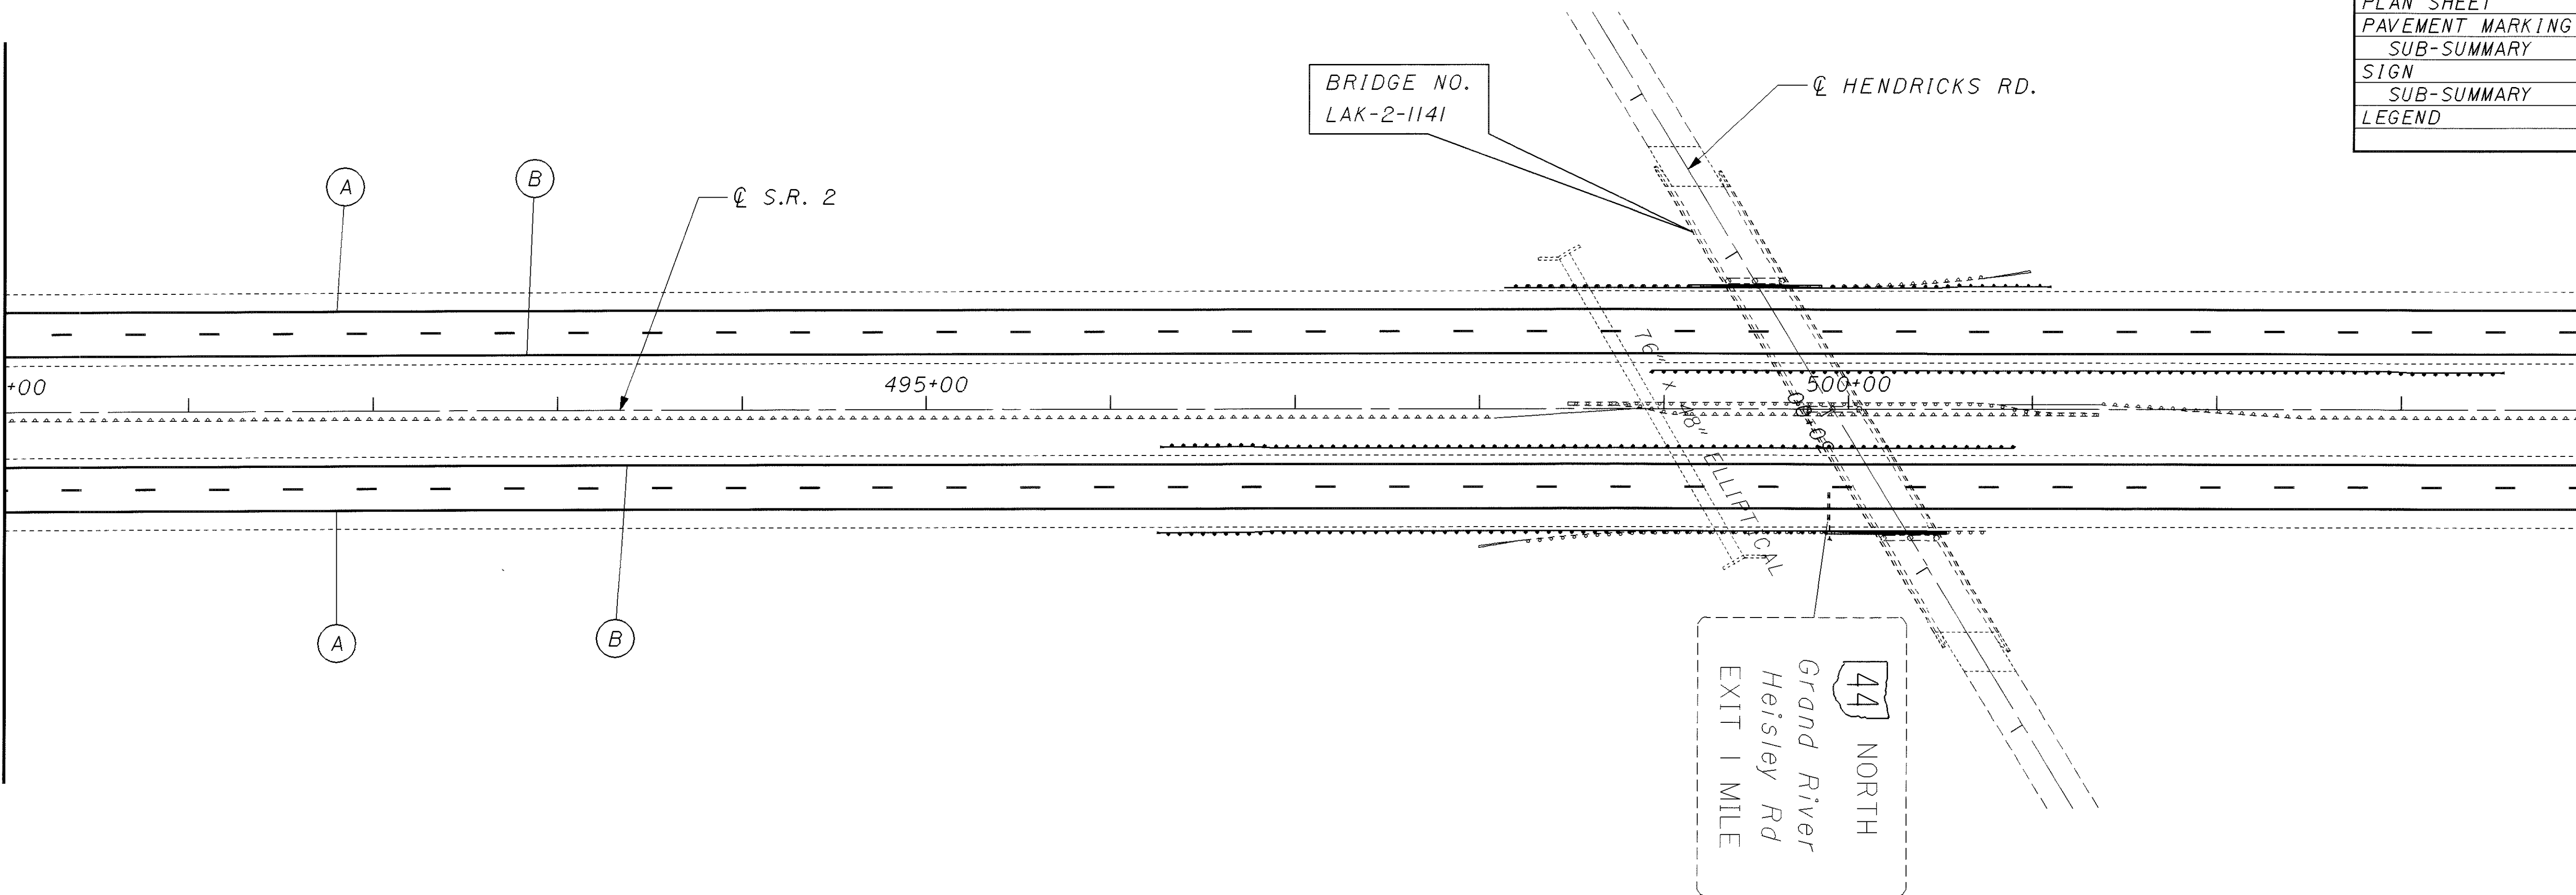 PLAN SHEET
PAVEMENT MARKING
SUB-SUMMARY
SIGN
SUB-SUMMARY
LEGEND
BRIDGE NO.
LAK-2-1141
℄ HENDRICKS RD.
A
B
℄ S.R. 2
+00
495+00
500+00
76" X 48" ELLIPTICAL
A
B
44 NORTH
Grand River
Heisley Rd
EXIT 1 MILE
T
T
T
T